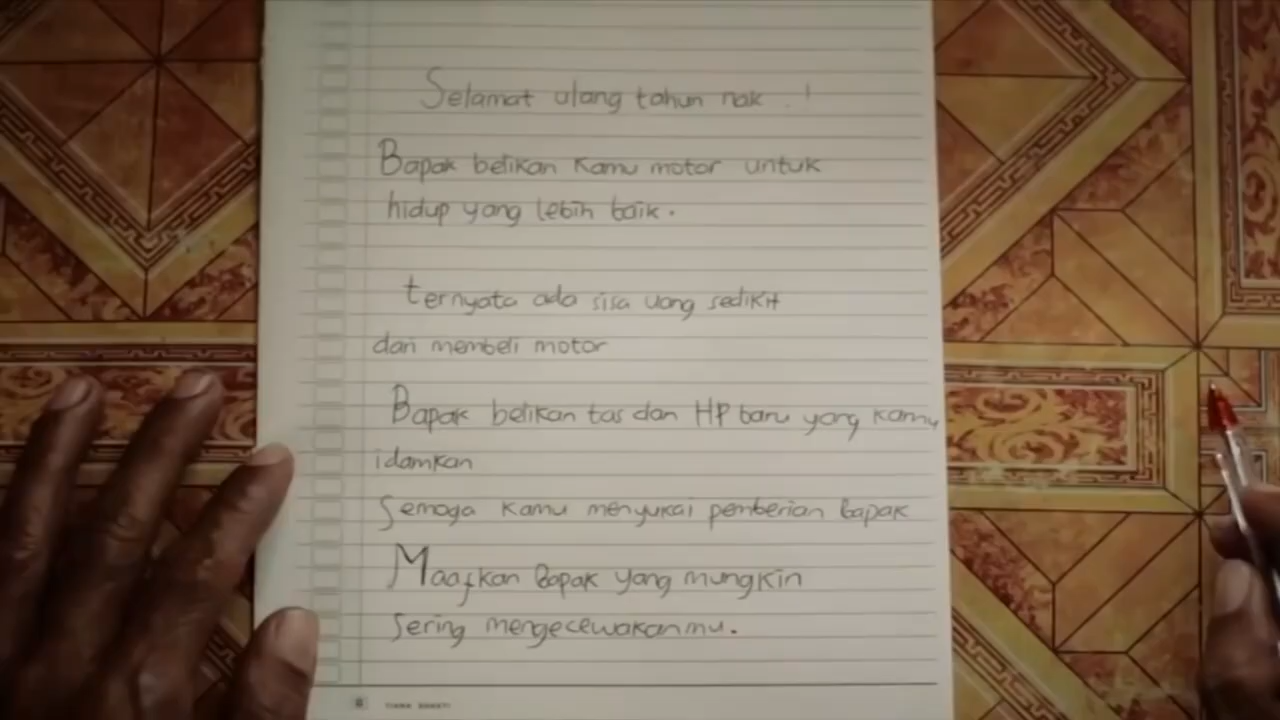 Selamat ulang tahun nak !
Bapak belikan kamu motor untuk
hidup yang lebih baik.
ternyata ada sisa uang sedikit
dari membeli motor
Bapak belikan tas dan HP baru yang kamu
idamkan
Semoga kamu menyukai pemberian bapak
Maafkan Bapak yang mungkin
Sering mengecewakanmu.